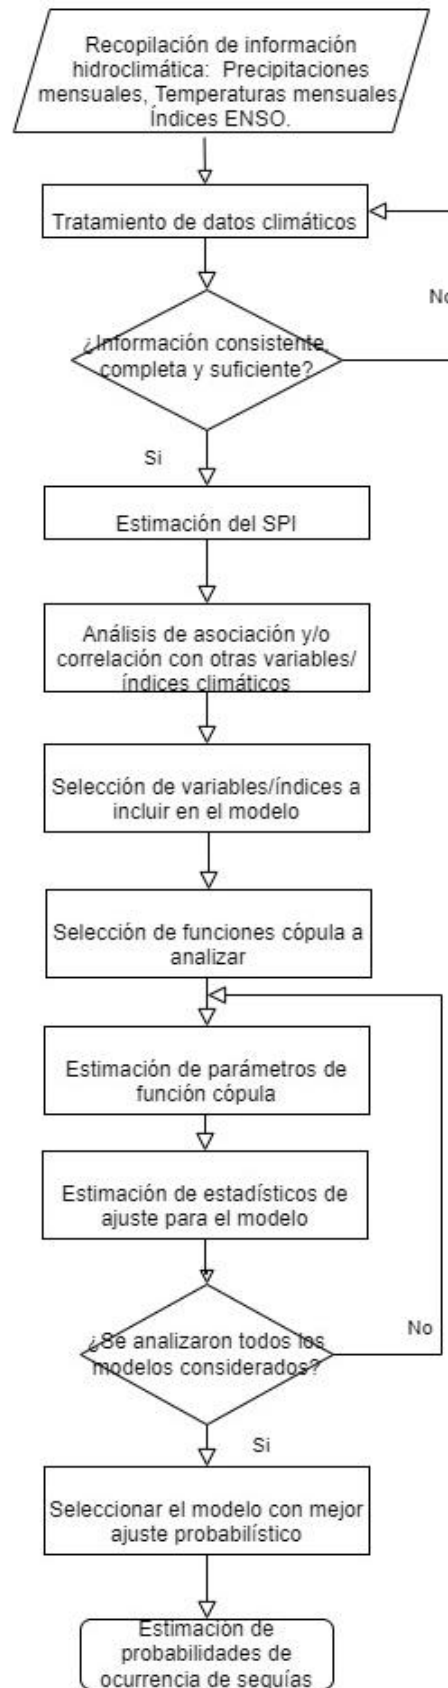 Recopilación de información
hidroclimática:  Precipitaciones
mensuales, Temperaturas mensuales,
Índices ENSO.
Tratamiento de datos climáticos
No
¿Información consistente,
completa y suficiente?
Si
Estimación del SPI
Análisis de asociación y/o
correlación con otras variables/
índices climáticos
Selección de variables/índices a
incluir en el modelo
Selección de funciones cópula a
analizar
Estimación de parámetros de
función cópula
Estimación de estadísticos de
ajuste para el modelo
¿Se analizaron todos los
modelos considerados?
No
Si
Seleccionar el modelo con mejor
ajuste probabilístico
Estimación de
probabilidades de
ocurrencia de sequías